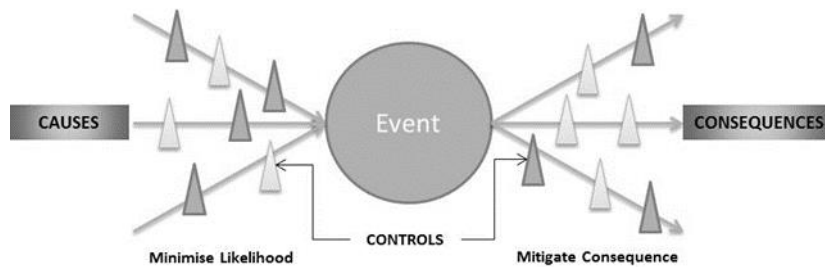 CAUSES
Event
CONSEQUENCES
Minimise Likelihood
CONTROLS
Mitigate Consequence